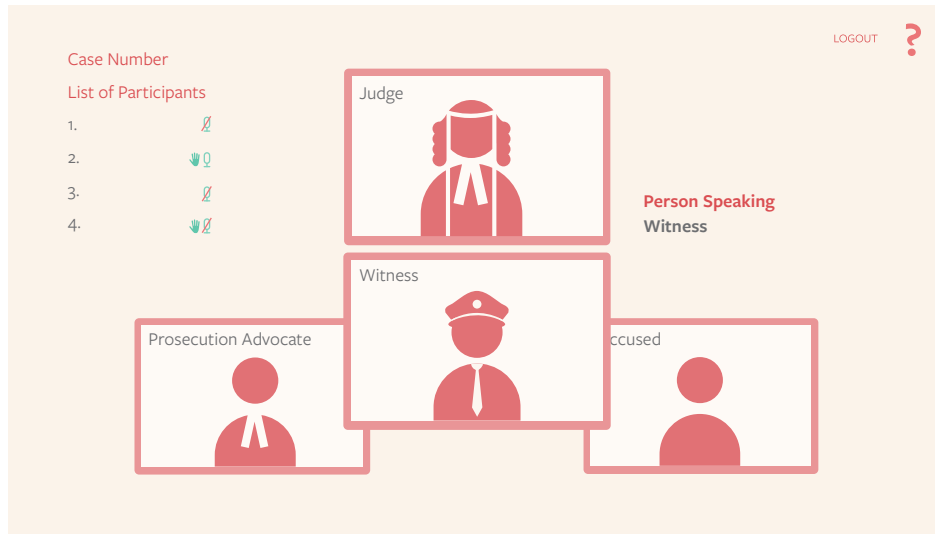 LOGOUT
?
Case Number
List of Participants
1.
2.
3.
4.
Judge
Person Speaking
Witness
Witness
Prosecution Advocate
ccused